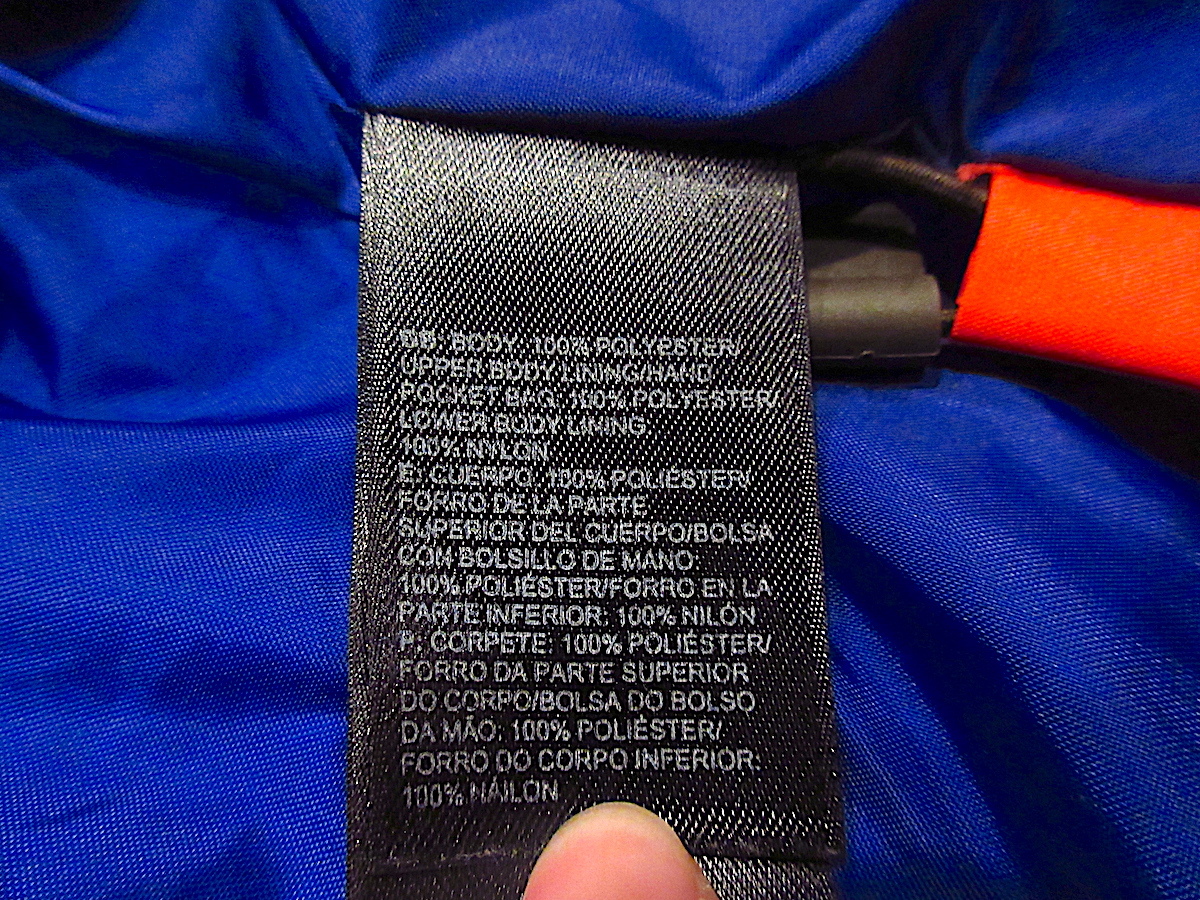 GB: BODY: 100% POLYESTER/
UPPER BODY LINING/HAND
POCKET BAG: 100% POLYESTER/
LOWER BODY LINING
100% NYLON
E: CUERPO: 100% POLIÉSTER/
FORRO DE LA PARTE
SUPERIOR DEL CUERPO/BOLSA
CON BOLSILLO DE MANO
100% POLIÉSTER/FORRO EN LA
PARTE INFERIOR: 100% NILÓN
P: CORPETE: 100% POLIÉSTER/
FORRO DA PARTE SUPERIOR
DO CORPO/BOLSA DO BOLSO
DA MÃO: 100% POLIÉSTER/
FORRO DO CORPO INFERIOR:
100% NÁILON